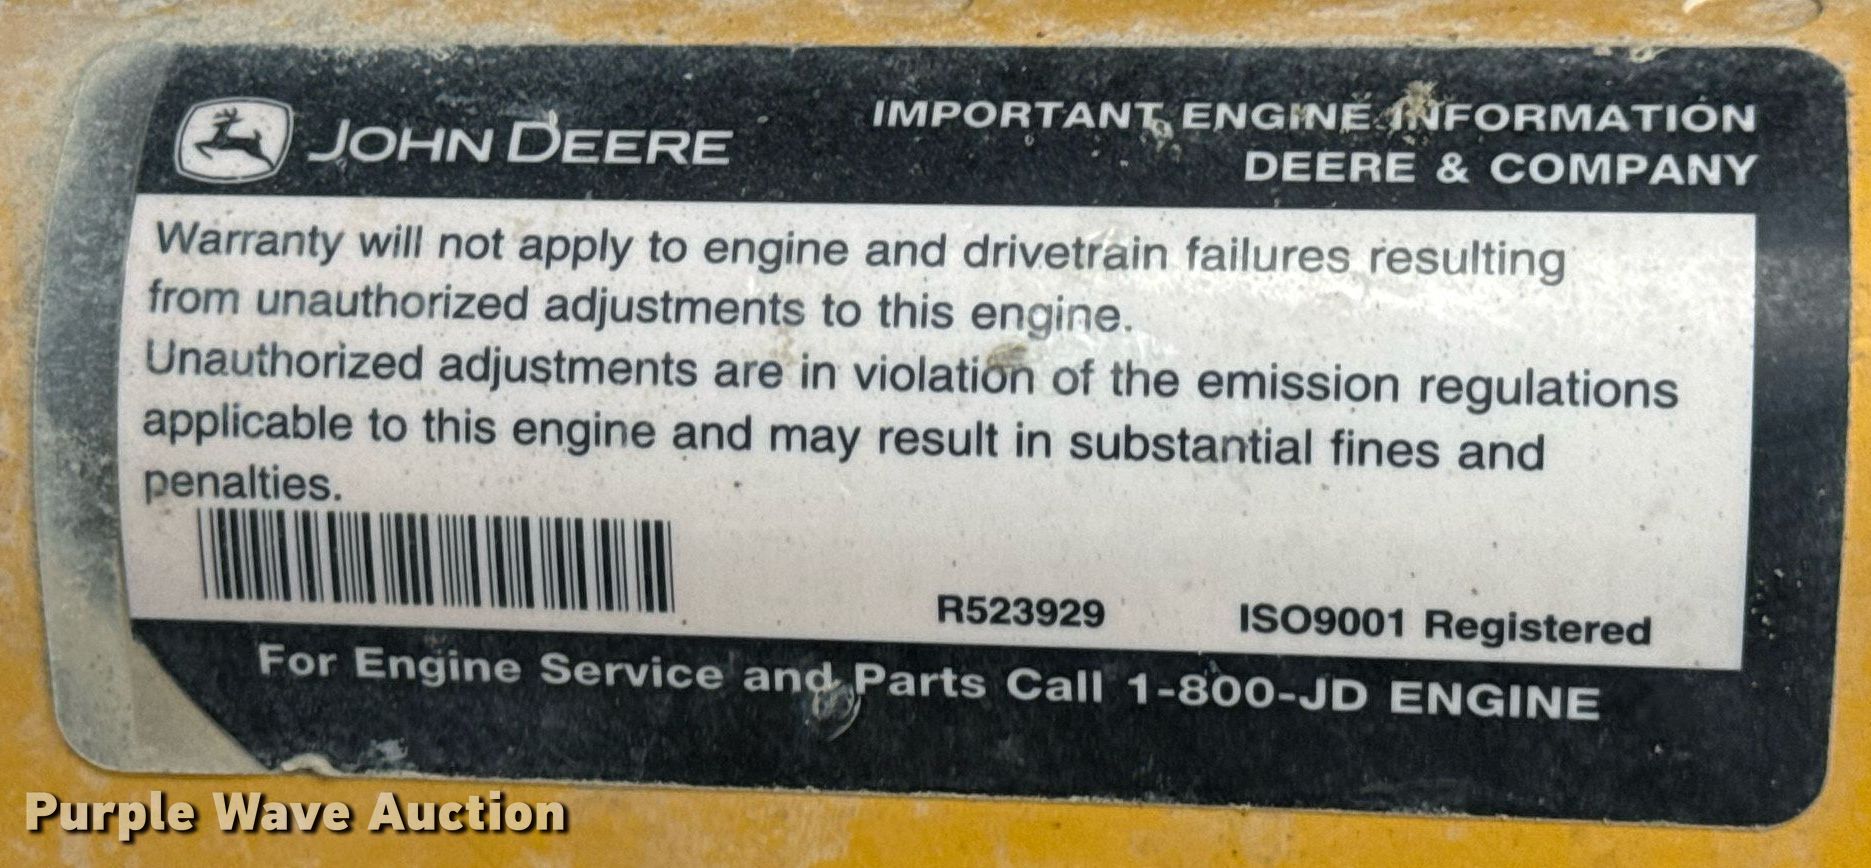 JOHN DEERE
IMPORTANT ENGINE INFORMATION
DEERE & COMPANY
Warranty will not apply to engine and drivetrain failures resulting
from unauthorized adjustments to this engine.
Unauthorized adjustments are in violation of the emission regulations
applicable to this engine and may result in substantial fines and
penalties.
R523929 ISO9001 Registered
For Engine Service and Parts Call 1-800-JD ENGINE
Purple Wave Auction